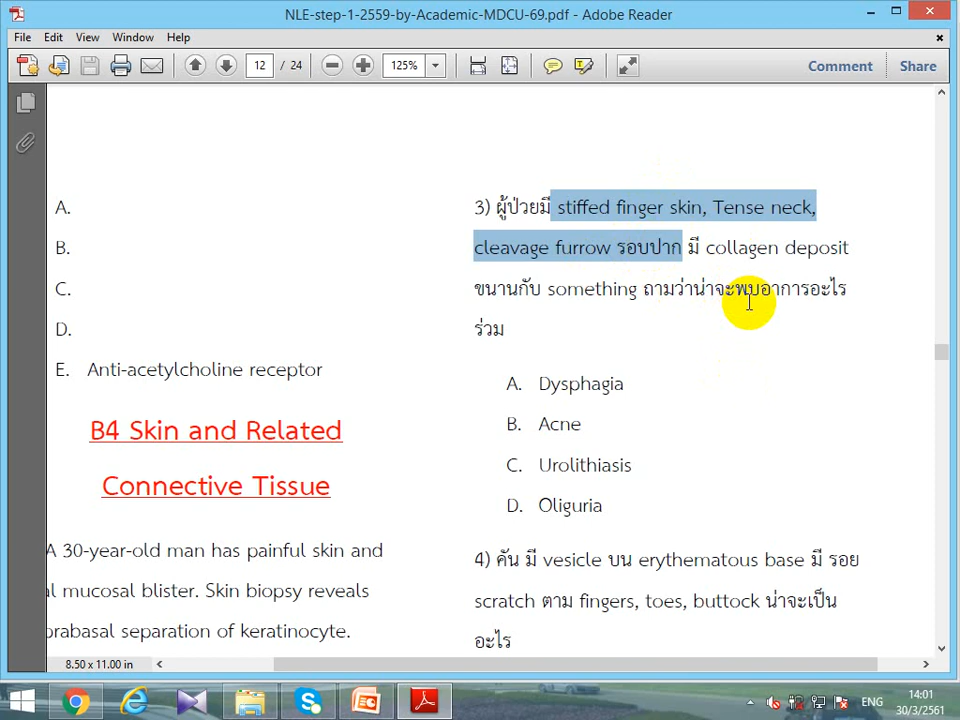 NLE-step-1-2559-by-Academic-MDCU-69.pdf - Adobe Reader
File Edit View Window Help
12 / 24 125% Comment Share
A.
B.
C.
D.
E. Anti-acetylcholine receptor
B4 Skin and Related
Connective Tissue
A 30-year-old man has painful skin and
al mucosal blister. Skin biopsy reveals
prabasal separation of keratinocyte.
3) ผู้ป่วยมี stiffed finger skin, Tense neck,
cleavage furrow รอบปาก มี collagen deposit
ขนานกับ something ถามว่าน่าจะพบอาการอะไร
ร่วม
A. Dysphagia
B. Acne
C. Urolithiasis
D. Oliguria
4) คัน มี vesicle บน erythematous base มี รอย
scratch ตาม fingers, toes, buttock น่าจะเป็น
อะไร
8.50 x 11.00 in
ENG
14:01
30/3/2561